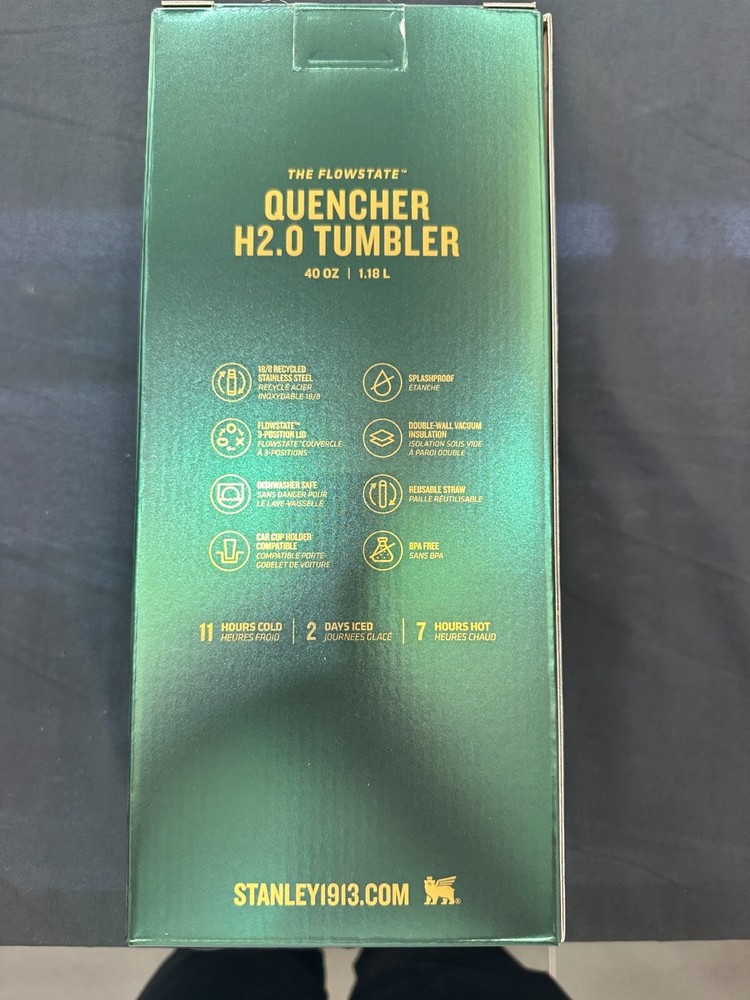 THE FLOWSTATE™
QUENCHER
H2.0 TUMBLER
40 OZ | 1.18 L
18/8 RECYCLED
STAINLESS STEEL
RECYCLÉ ACIER
INOXYDABLE 18/8
SPLASHPROOF
ÉTANCHE
FLOWSTATE™
3-POSITION LID
FLOWSTATE™COUVERCLE
À 3-POSITIONS
DOUBLE-WALL VACUUM
INSULATION
ISOLATION SOUS VIDE
À PAROI DOUBLE
DISHWASHER SAFE
SANS DANGER POUR
LE LAVE-VAISSELLE
REUSABLE STRAW
PAILLE RÉUTILISABLE
CAR CUP HOLDER
COMPATIBLE
COMPATIBLE PORTE-
GOBELET DE VOITURE
BPA FREE
SANS BPA
11 HOURS COLD
HEURES FROID
2 DAYS ICED
JOURNEES GLACÉ
7 HOURS HOT
HEURES CHAUD
STANLEY1913.COM